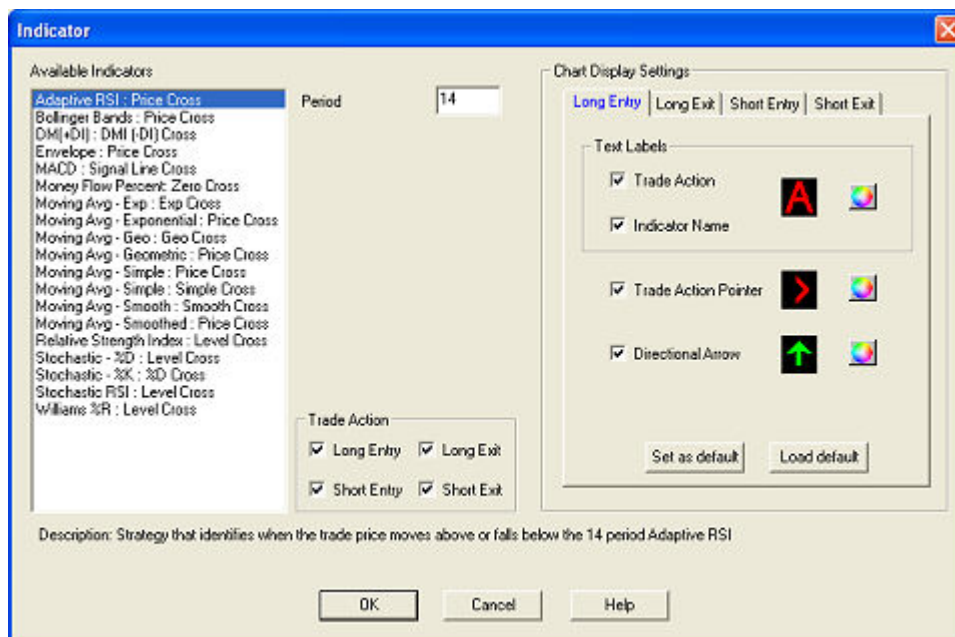 Indicator
Available Indicators
Adaptive RSI : Price Cross
Bollinger Bands : Price Cross
DMI(+DI) : DMI (-DI) Cross
Envelope : Price Cross
MACD : Signal Line Cross
Money Flow Percent: Zero Cross
Moving Avg - Exp : Exp Cross
Moving Avg - Exponential : Price Cross
Moving Avg - Geo : Geo Cross
Moving Avg - Geometric : Price Cross
Moving Avg - Simple : Price Cross
Moving Avg - Simple : Simple Cross
Moving Avg - Smooth : Smooth Cross
Moving Avg - Smoothed : Price Cross
Relative Strength Index : Level Cross
Stochastic - %D : Level Cross
Stochastic - %K : %D Cross
Stochastic RSI : Level Cross
Williams %R : Level Cross
Period 14
Trade Action
Long Entry Long Exit
Short Entry Short Exit
Chart Display Settings
Long Entry Long Exit Short Entry Short Exit
Text Labels
Trade Action A
Indicator Name
Trade Action Pointer
Directional Arrow
Set as default Load default
Description: Strategy that identifies when the trade price moves above or falls below the 14 period Adaptive RSI
OK Cancel Help